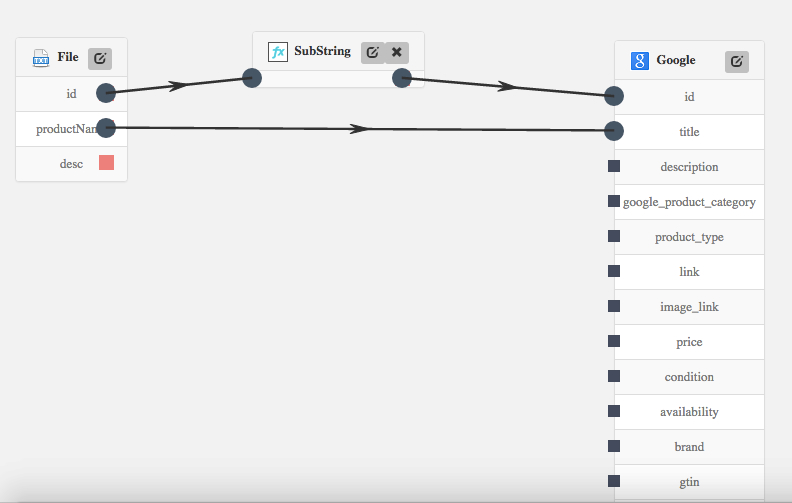 File
id
productNam
desc
fx SubString
Google
id
title
description
google_product_category
product_type
link
image_link
price
condition
availability
brand
gtin